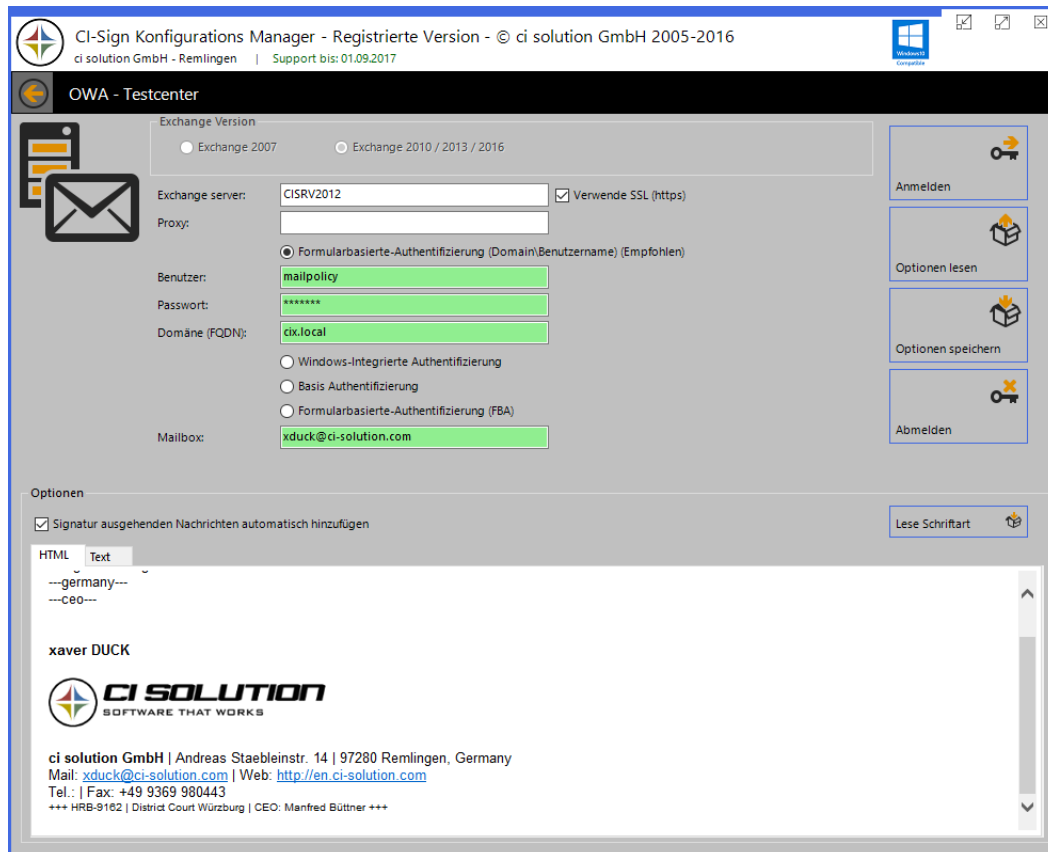 CI-Sign Konfigurations Manager - Registrierte Version - © ci solution GmbH 2005-2016
ci solution GmbH - Remlingen | Support bis: 01.09.2017
Windows10
Compatible
OWA - Testcenter
Exchange Version
Exchange 2007 Exchange 2010 / 2013 / 2016
Exchange server: CISRV2012 Verwende SSL (https)
Proxy:
Formularbasierte-Authentifizierung (Domain\Benutzername) (Empfohlen)
Benutzer: mailpolicy
Passwort: *******
Domäne (FQDN): cix.local
Windows-Integrierte Authentifizierung
Basis Authentifizierung
Formularbasierte-Authentifizierung (FBA)
Mailbox: xduck@ci-solution.com
Anmelden
Optionen lesen
Optionen speichern
Abmelden
Optionen
Signatur ausgehenden Nachrichten automatisch hinzufügen
Lese Schriftart
HTML Text
---germany---
---ceo---
xaver DUCK
CI SOLUTION
SOFTWARE THAT WORKS
ci solution GmbH | Andreas Staebleinstr. 14 | 97280 Remlingen, Germany
Mail: xduck@ci-solution.com | Web: http://en.ci-solution.com
Tel.: | Fax: +49 9369 980443
+++ HRB-9162 | District Court Würzburg | CEO: Manfred Büttner +++